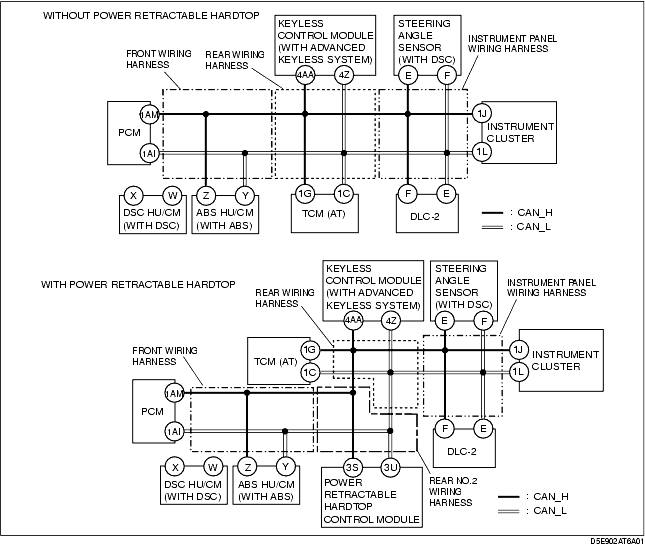 WITHOUT POWER RETRACTABLE HARDTOP
KEYLESS
CONTROL MODULE
(WITH ADVANCED
KEYLESS SYSTEM)
STEERING
ANGLE
SENSOR
(WITH DSC)
INSTRUMENT PANEL
WIRING HARNESS
FRONT WIRING
HARNESS
REAR WIRING
HARNESS
4AA
4Z
E
F
PCM
1AM
1AI
1J
1L
INSTRUMENT
CLUSTER
X
W
DSC HU/CM
(WITH DSC)
Z
Y
ABS HU/CM
(WITH ABS)
1G
1C
TCM (AT)
F
E
DLC-2
: CAN_H
: CAN_L
WITH POWER RETRACTABLE HARDTOP
REAR WIRING
HARNESS
KEYLESS
CONTROL MODULE
(WITH ADVANCED
KEYLESS SYSTEM)
STEERING
ANGLE
SENSOR
(WITH DSC)
INSTRUMENT PANEL
WIRING HARNESS
4AA
4Z
E
F
FRONT WIRING
HARNESS
TCM (AT)
1G
1C
1J
1L
INSTRUMENT
CLUSTER
PCM
1AM
1AI
F
E
DLC-2
X
W
DSC HU/CM
(WITH DSC)
Z
Y
ABS HU/CM
(WITH ABS)
3S
3U
POWER
RETRACTABLE
HARDTOP
CONTROL MODULE
REAR NO.2
WIRING
HARNESS
: CAN_H
: CAN_L
D5E902AT6A01